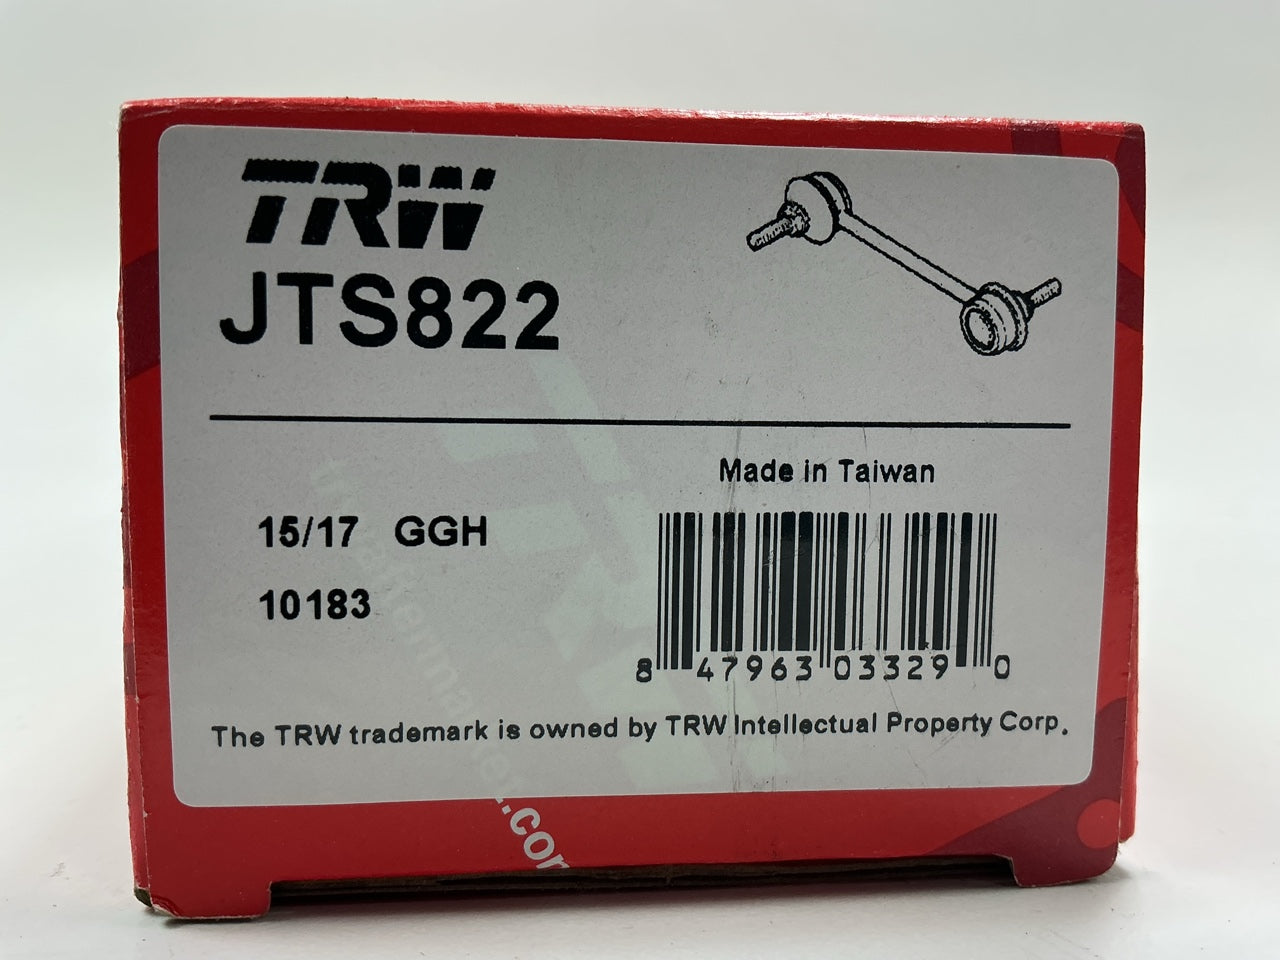 TRW
JTS822
Made in Taiwan
15/17 GGH
10183
8 47963 03329 0
The TRW trademark is owned by TRW Intellectual Property Corp.
.com